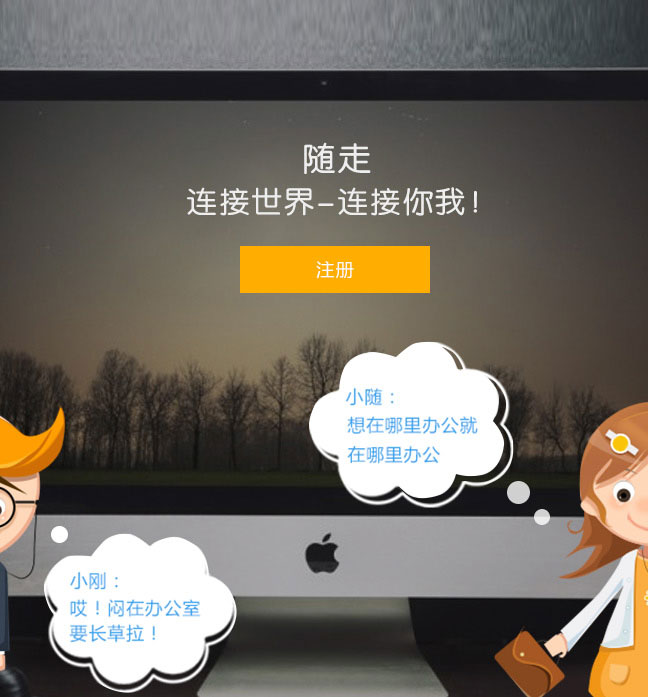 随走
连接世界-连接你我!
注册
小随：
想在哪里办公就
在哪里办公
小刚：
哎！闷在办公室
要长草拉！